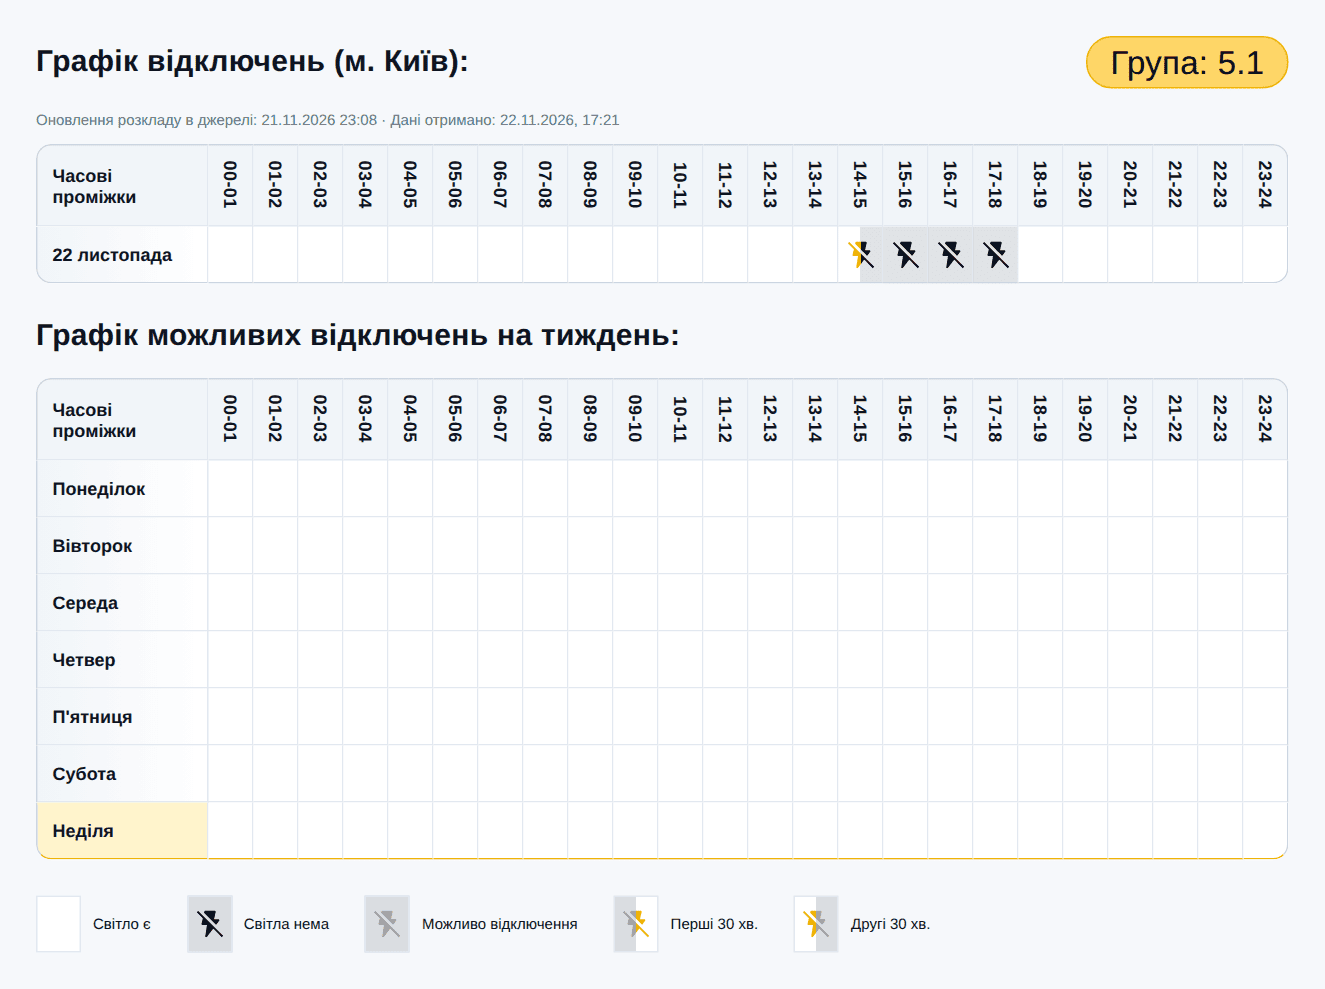 Графік відключень (м. Київ):
Група: 5.1
Оновлення розкладу в джерелі: 21.11.2026 23:08 · Дані отримано: 22.11.2026, 17:21
Часові проміжки 00-01 01-02 02-03 03-04 04-05 05-06 06-07 07-08 08-09 09-10 10-11 11-12 12-13 13-14 14-15 15-16 16-17 17-18 18-19 19-20 20-21 21-22 22-23 23-24
22 листопада
Графік можливих відключень на тиждень:
Часові проміжки 00-01 01-02 02-03 03-04 04-05 05-06 06-07 07-08 08-09 09-10 10-11 11-12 12-13 13-14 14-15 15-16 16-17 17-18 18-19 19-20 20-21 21-22 22-23 23-24
Понеділок
Вівторок
Середа
Четвер
П'ятниця
Субота
Неділя
Світло є Світла нема Можливо відключення Перші 30 хв. Другі 30 хв.